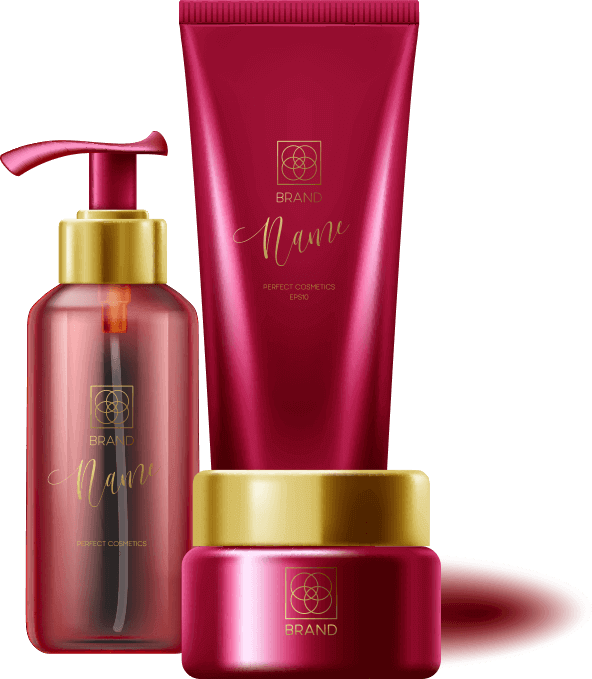 BRAND
Name
PERFECT COSMETICS
EPS10
BRAND
Name
PERFECT COSMETICS
BRAND